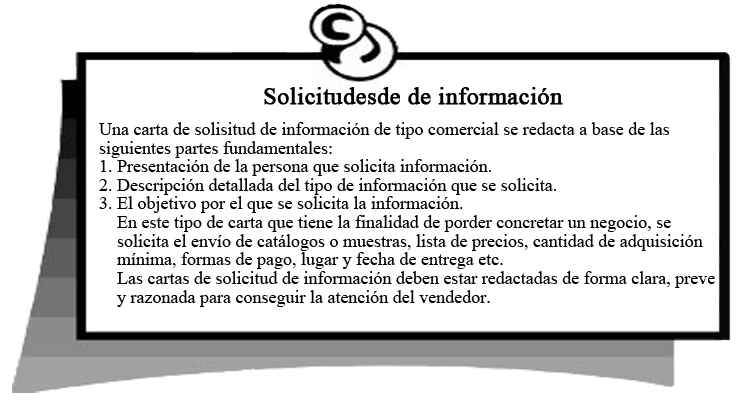 Solicitudesde de información
Una carta de solisitud de información de tipo comercial se redacta a base de las
siguientes partes fundamentales:
1. Presentación de la persona que solicita información.
2. Descripción detallada del tipo de información que se solicita.
3. El objetivo por el que se solicita la información.
En este tipo de carta que tiene la finalidad de porder concretar un negocio, se
solicita el envío de catálogos o muestras, lista de precios, cantidad de adquisición
mínima, formas de pago, lugar y fecha de entrega etc.
Las cartas de solicitud de información deben estar redactadas de forma clara, preve
y razonada para conseguir la atención del vendedor.